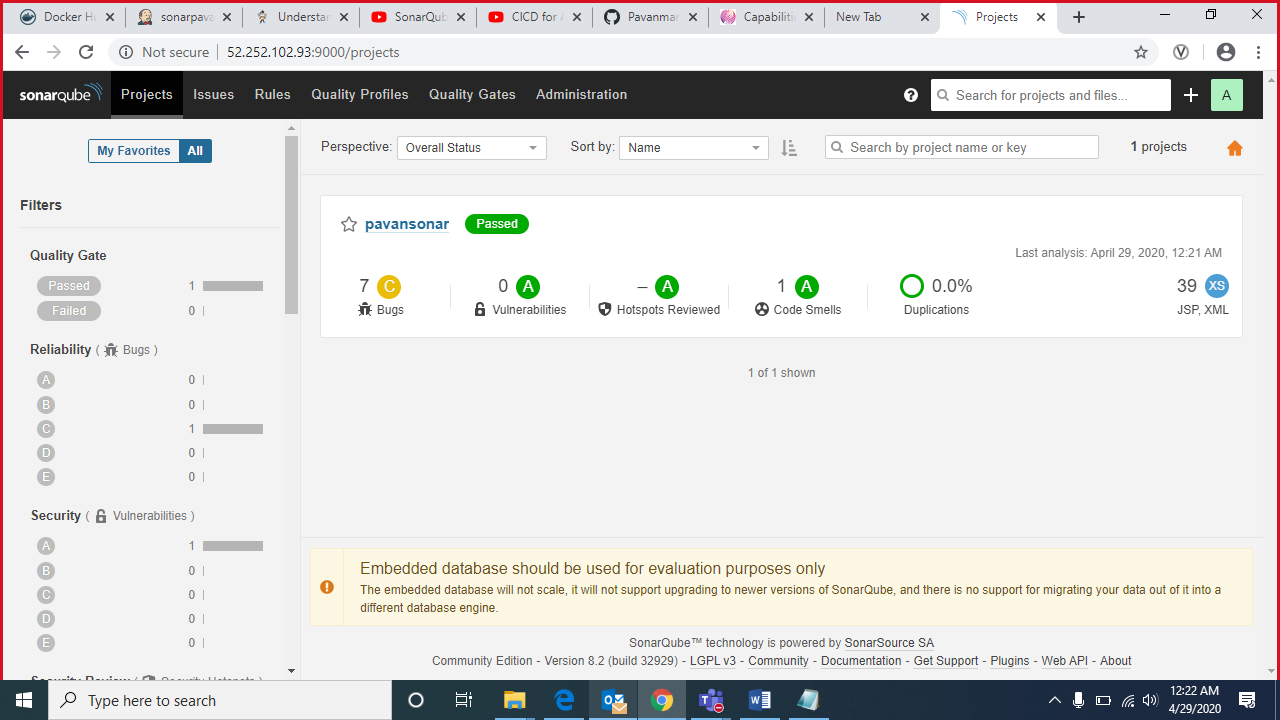 Docker Hu
sonarpava
Understan
SonarQub
CICD for A
Pavanmar
Capabiliti
New Tab
Projects
Not secure | 52.252.102.93:9000/projects
sonarqube Projects Issues Rules Quality Profiles Quality Gates Administration
Search for projects and files...
A
My Favorites All
Perspective: Overall Status
Sort by: Name
Search by project name or key
1 projects
Filters
Quality Gate
Passed 1
Failed 0
Reliability ( Bugs )
A 0
B 0
C 1
D 0
E 0
Security ( Vulnerabilities )
A 1
B 0
C 0
D 0
E 0
Security Review ( Security Hotspots )
pavansonar Passed
Last analysis: April 29, 2020, 12:21 AM
7 C
Bugs
0 A
Vulnerabilities
– A
Hotspots Reviewed
1 A
Code Smells
0.0%
Duplications
39 XS
JSP, XML
1 of 1 shown
Embedded database should be used for evaluation purposes only
The embedded database will not scale, it will not support upgrading to newer versions of SonarQube, and there is no support for migrating your data out of it into a
different database engine.
SonarQube™ technology is powered by SonarSource SA
Community Edition - Version 8.2 (build 32929) - LGPL v3 - Community - Documentation - Get Support - Plugins - Web API - About
Type here to search
12:22 AM
4/29/2020